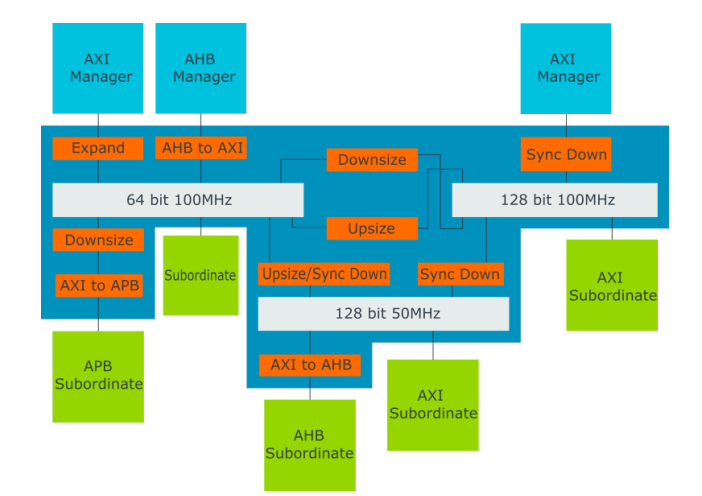 AXI
Manager
AHB
Manager
AXI
Manager
Expand
AHB to AXI
Downsize
Sync Down
64 bit 100MHz
128 bit 100MHz
Upsize
Downsize
Subordinate
Upsize/Sync Down
Sync Down
AXI to APB
AXI
Subordinate
128 bit 50MHz
APB
Subordinate
AXI to AHB
AXI
Subordinate
AHB
Subordinate